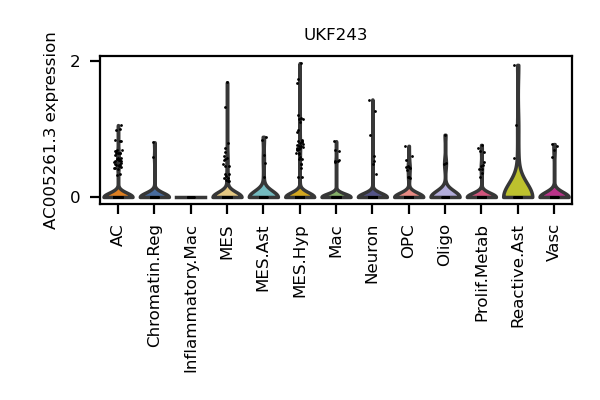 UKF243
AC005261.3 expression
2
0
AC
Chromatin.Reg
Inflammatory.Mac
MES
MES.Ast
MES.Hyp
Mac
Neuron
OPC
Oligo
Prolif.Metab
Reactive.Ast
Vasc